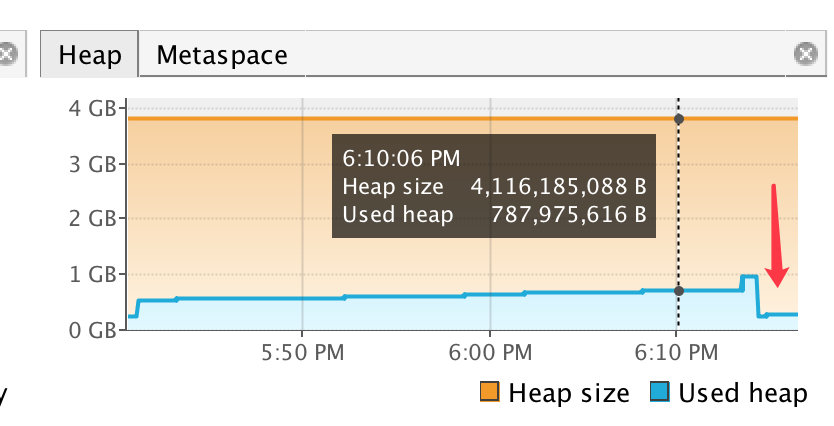 Heap Metaspace
4 GB
3 GB
2 GB
1 GB
0 GB
6:10:06 PM
Heap size 4,116,185,088 B
Used heap 787,975,616 B
5:50 PM 6:00 PM 6:10 PM
y
Heap size Used heap